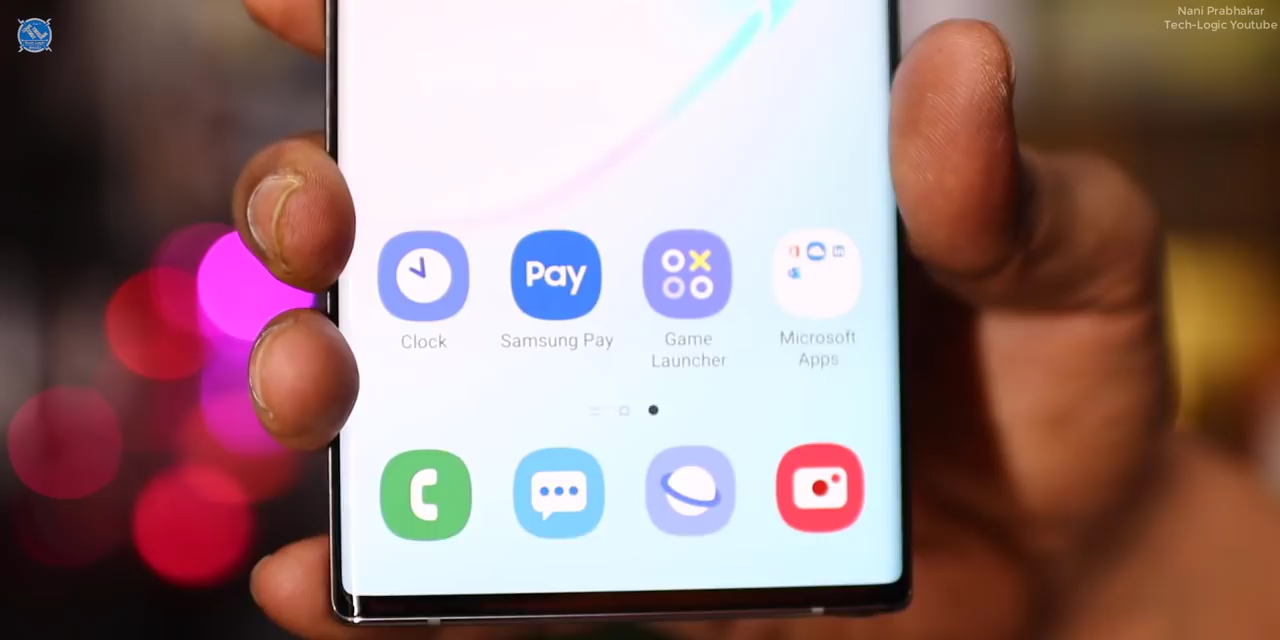 Nani Prabhakar
Tech-Logic Youtube
Pay
Clock
Samsung Pay
Game
Launcher
Microsoft
Apps